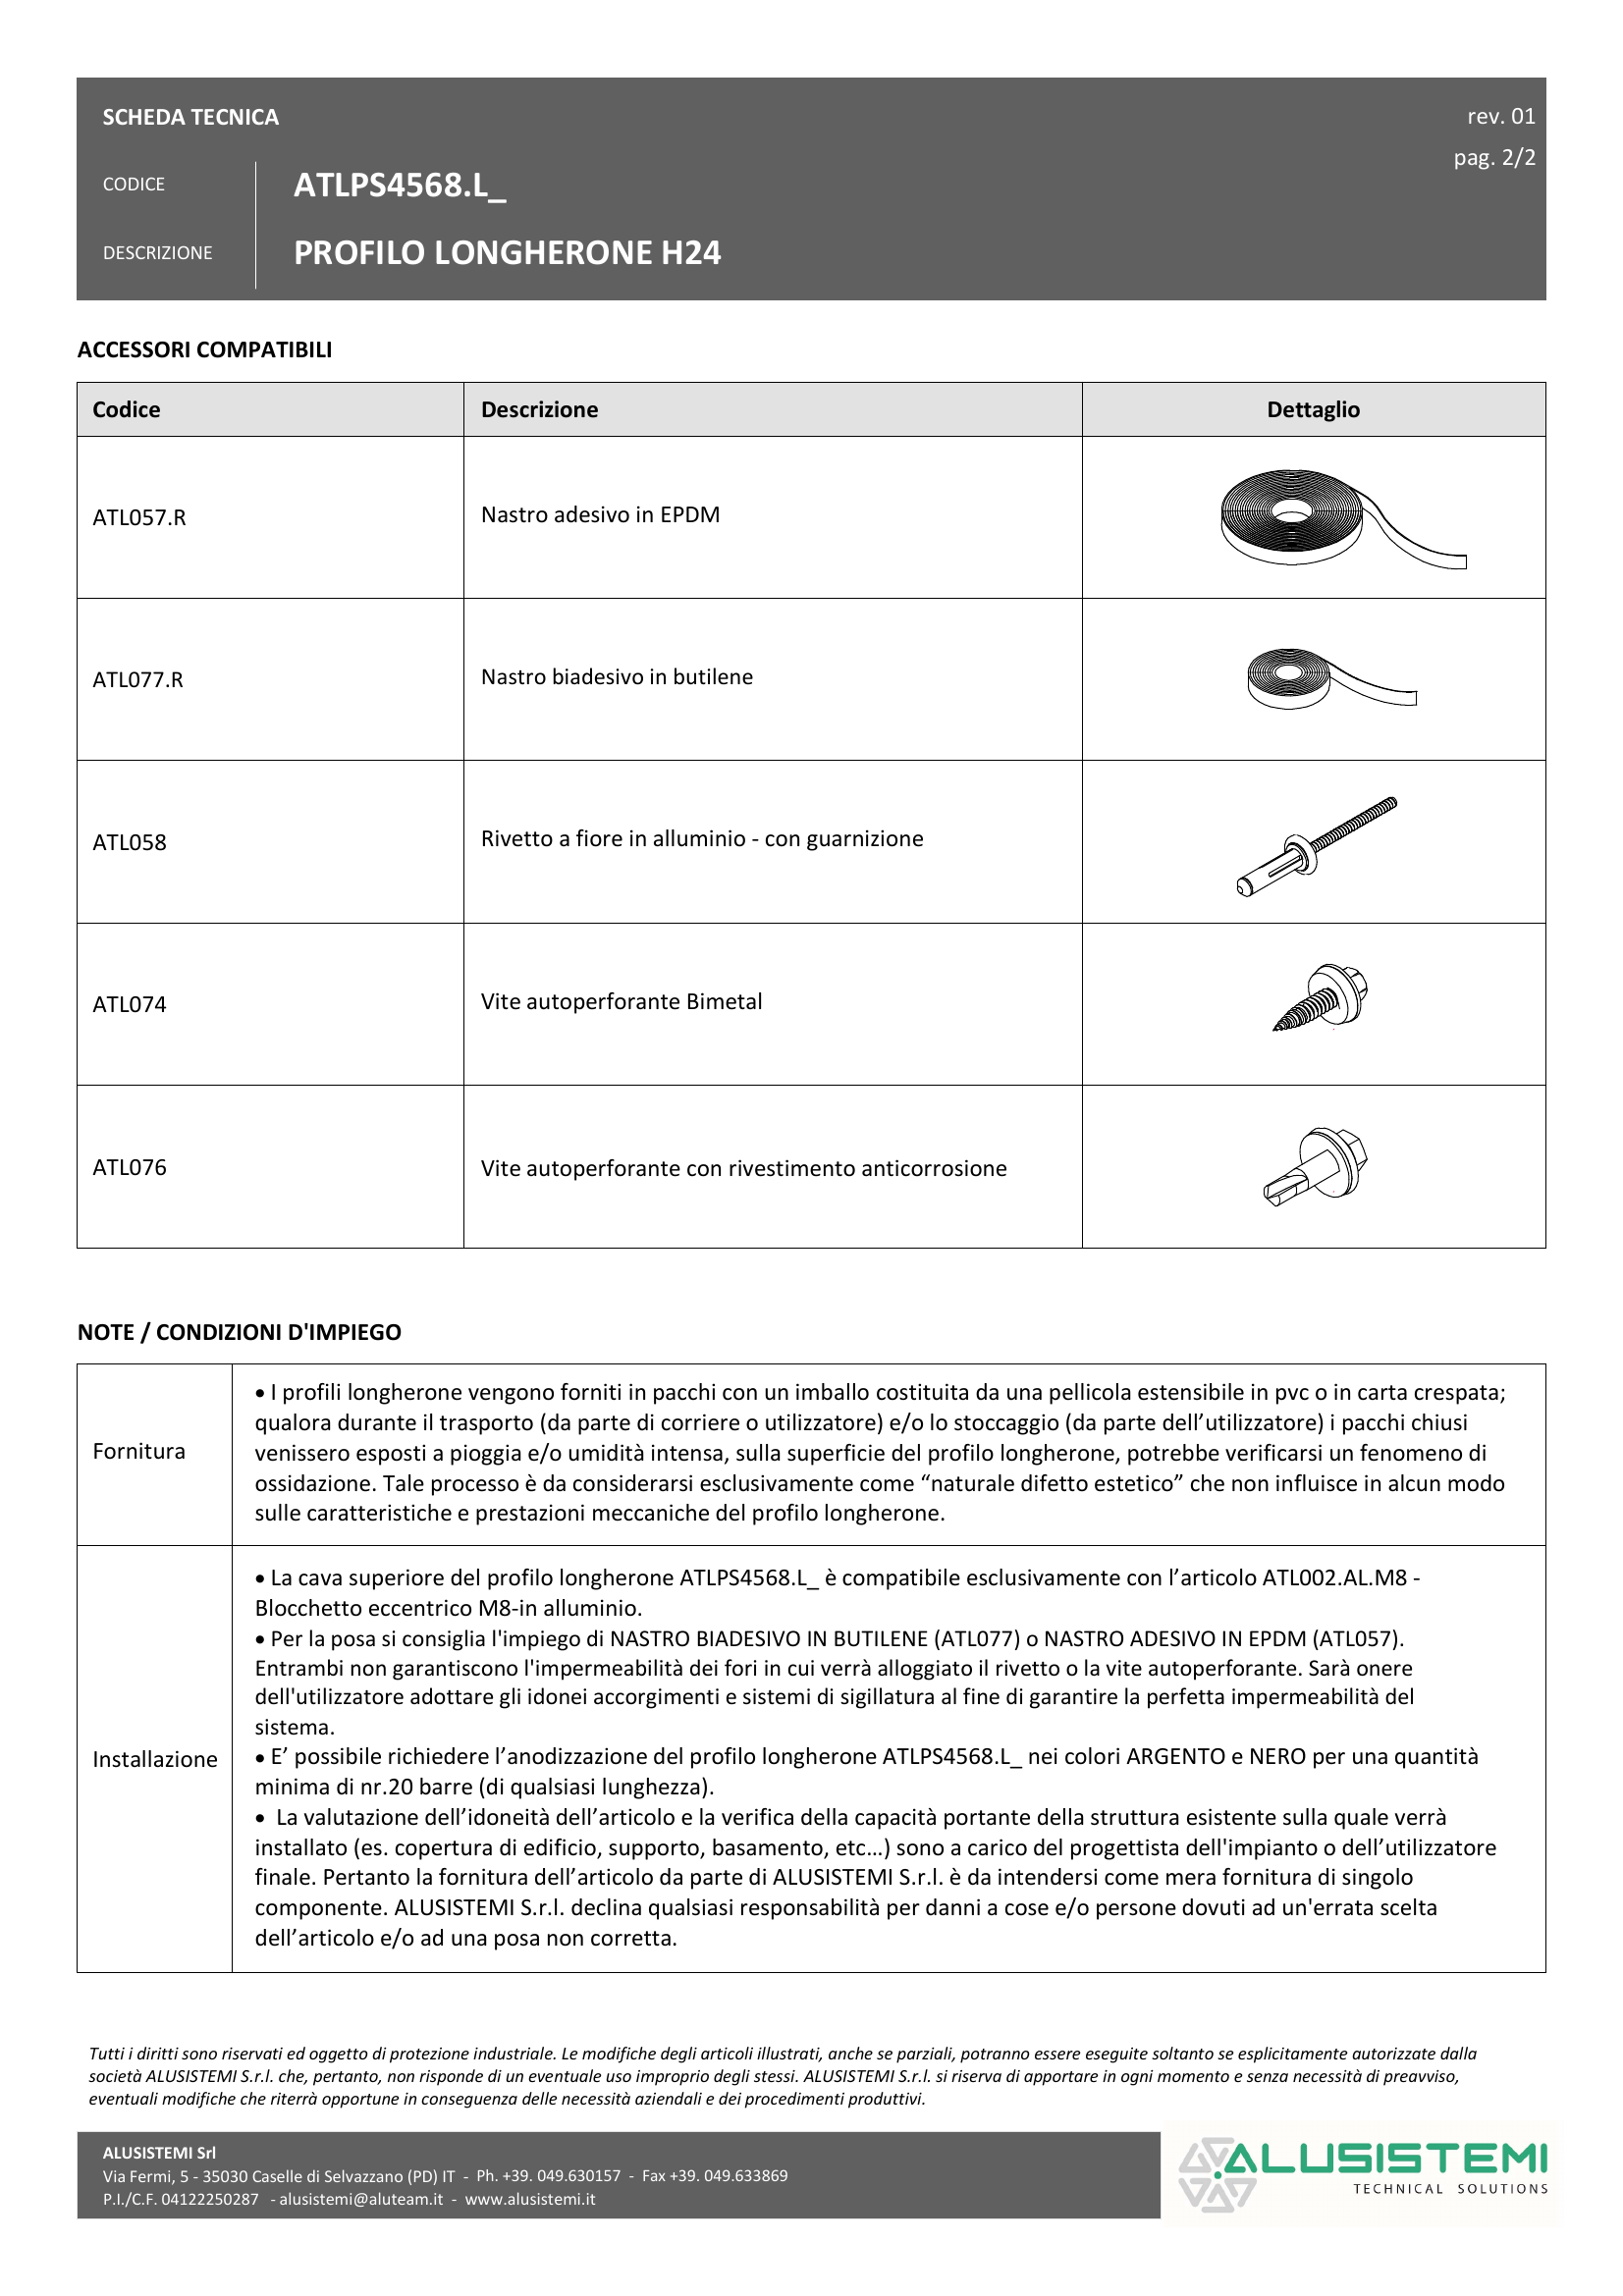 SCHEDA TECNICA
rev. 01
pag. 2/2
CODICE
ATLPS4568.L_
DESCRIZIONE
PROFILO LONGHERONE H24
ACCESSORI COMPATIBILI
Codice Descrizione Dettaglio
ATL057.R Nastro adesivo in EPDM
ATL077.R Nastro biadesivo in butilene
ATL058 Rivetto a fiore in alluminio - con guarnizione
ATL074 Vite autoperforante Bimetal
ATL076 Vite autoperforante con rivestimento anticorrosione
NOTE / CONDIZIONI D'IMPIEGO
Fornitura
• I profili longherone vengono forniti in pacchi con un imballo costituita da una pellicola estensibile in pvc o in carta crespata;
qualora durante il trasporto (da parte di corriere o utilizzatore) e/o lo stoccaggio (da parte dell’utilizzatore) i pacchi chiusi
venissero esposti a pioggia e/o umidità intensa, sulla superficie del profilo longherone, potrebbe verificarsi un fenomeno di
ossidazione. Tale processo è da considerarsi esclusivamente come “naturale difetto estetico” che non influisce in alcun modo
sulle caratteristiche e prestazioni meccaniche del profilo longherone.
Installazione
• La cava superiore del profilo longherone ATLPS4568.L_ è compatibile esclusivamente con l’articolo ATL002.AL.M8 -
Blocchetto eccentrico M8-in alluminio.
• Per la posa si consiglia l'impiego di NASTRO BIADESIVO IN BUTILENE (ATL077) o NASTRO ADESIVO IN EPDM (ATL057).
Entrambi non garantiscono l'impermeabilità dei fori in cui verrà alloggiato il rivetto o la vite autoperforante. Sarà onere
dell'utilizzatore adottare gli idonei accorgimenti e sistemi di sigillatura al fine di garantire la perfetta impermeabilità del
sistema.
• E’ possibile richiedere l’anodizzazione del profilo longherone ATLPS4568.L_ nei colori ARGENTO e NERO per una quantità
minima di nr.20 barre (di qualsiasi lunghezza).
• La valutazione dell’idoneità dell’articolo e la verifica della capacità portante della struttura esistente sulla quale verrà
installato (es. copertura di edificio, supporto, basamento, etc…) sono a carico del progettista dell'impianto o dell’utilizzatore
finale. Pertanto la fornitura dell’articolo da parte di ALUSISTEMI S.r.l. è da intendersi come mera fornitura di singolo
componente. ALUSISTEMI S.r.l. declina qualsiasi responsabilità per danni a cose e/o persone dovuti ad un'errata scelta
dell’articolo e/o ad una posa non corretta.
Tutti i diritti sono riservati ed oggetto di protezione industriale. Le modifiche degli articoli illustrati, anche se parziali, potranno essere eseguite soltanto se esplicitamente autorizzate dalla
società ALUSISTEMI S.r.l. che, pertanto, non risponde di un eventuale uso improprio degli stessi. ALUSISTEMI S.r.l. si riserva di apportare in ogni momento e senza necessità di preavviso,
eventuali modifiche che riterrà opportune in conseguenza delle necessità aziendali e dei procedimenti produttivi.
ALUSISTEMI Srl
Via Fermi, 5 - 35030 Caselle di Selvazzano (PD) IT - Ph. +39. 049.630157 - Fax +39. 049.633869
P.I./C.F. 04122250287 - alusistemi@aluteam.it - www.alusistemi.it
ALUSISTEMI
TECHNICAL SOLUTIONS